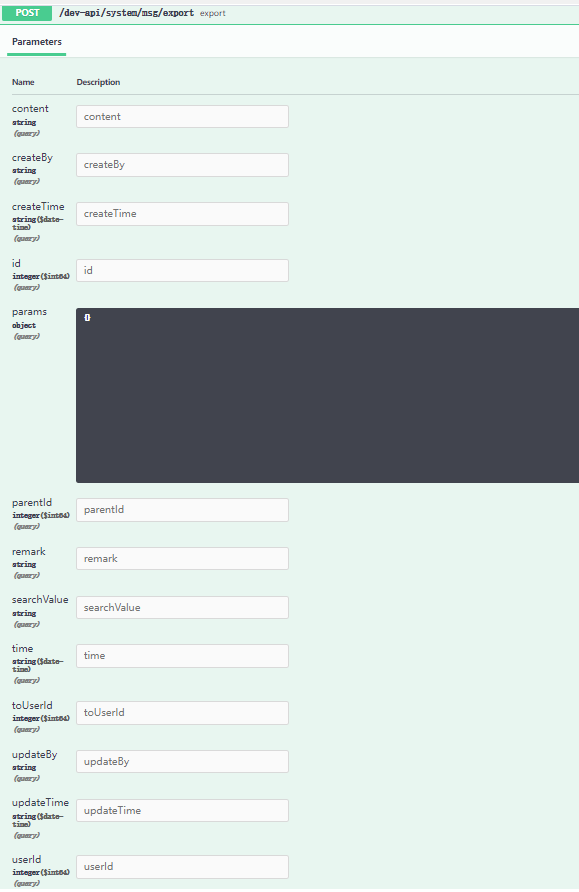 POST /dev-api/system/msg/export export
Parameters
Name Description
content content
string
(query)
createBy createBy
string
(query)
createTime createTime
string($date-
time)
(query)
id id
integer($int64)
(query)
params {}
object
(query)
parentId parentId
integer($int64)
(query)
remark remark
string
(query)
searchValue searchValue
string
(query)
time time
string($date-
time)
(query)
toUserId toUserId
integer($int64)
(query)
updateBy updateBy
string
(query)
updateTime updateTime
string($date-
time)
(query)
userId userId
integer($int64)
(query)